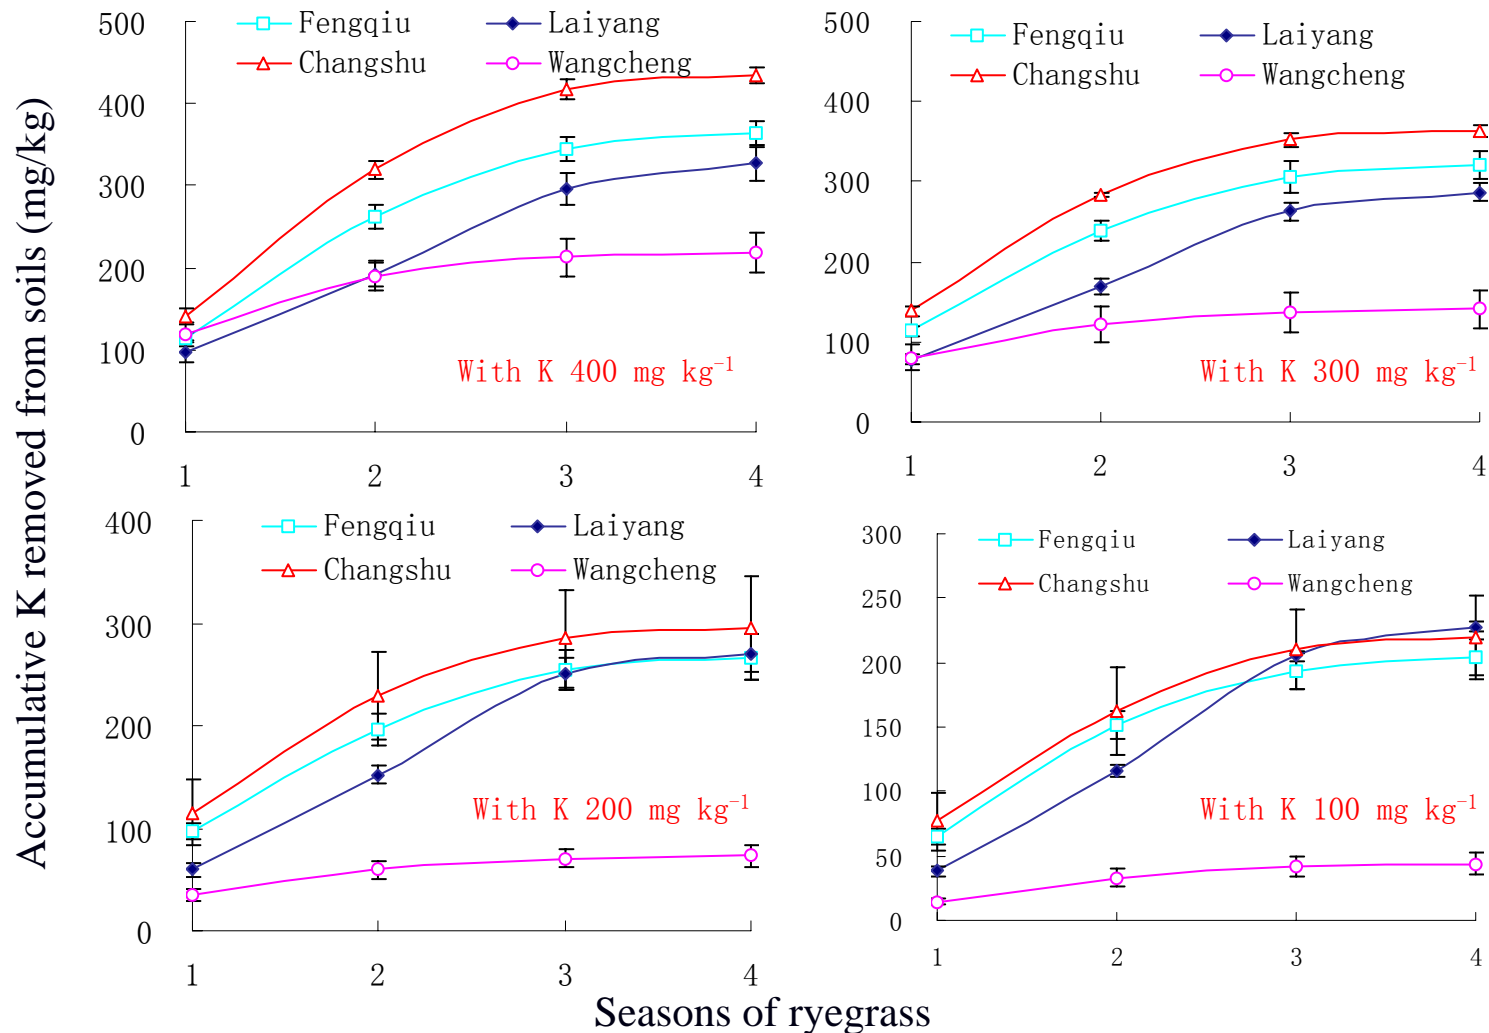 Accumulative K removed from soils (mg/kg)
500
400
300
200
100
0
Fengqiu
Laiyang
Changshu
Wangcheng
With K 400 mg kg⁻¹
1 2 3 4
500
400
300
200
100
0
Fengqiu
Laiyang
Changshu
Wangcheng
With K 300 mg kg⁻¹
1 2 3 4
400
300
200
100
0
Fengqiu
Laiyang
Changshu
Wangcheng
With K 200 mg kg⁻¹
1 2 3 4
300
250
200
150
100
50
0
Fengqiu
Laiyang
Changshu
Wangcheng
With K 100 mg kg⁻¹
1 2 3 4
Seasons of ryegrass